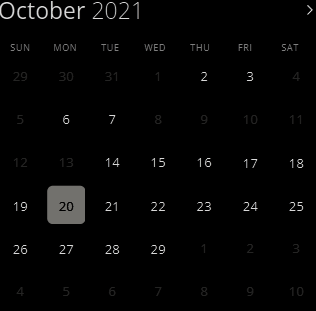 October 2021
SUN MON TUE WED THU FRI SAT
29 30 31 1 2 3 4
5 6 7 8 9 10 11
12 13 14 15 16 17 18
19 20 21 22 23 24 25
26 27 28 29 1 2 3
4 5 6 7 8 9 10